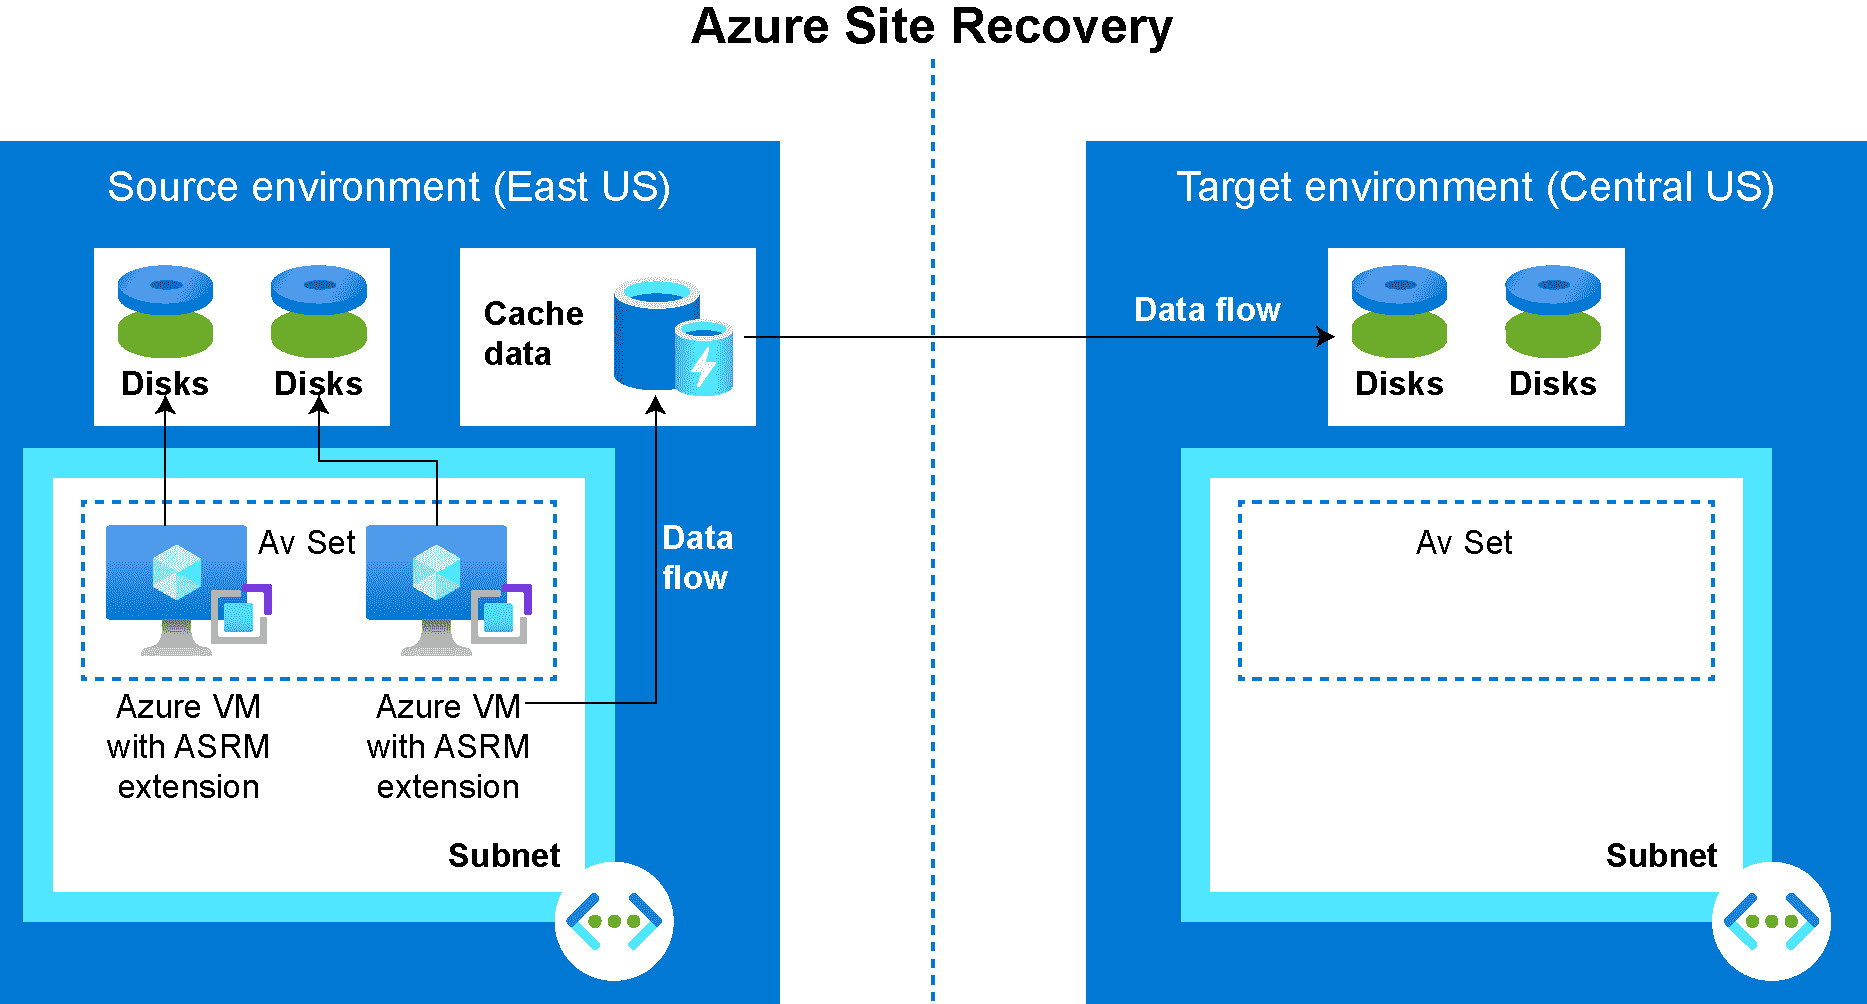 Azure Site Recovery
Source environment (East US)
Disks
Disks
Cache
data
Data
flow
Av Set
Azure VM
with ASRM
extension
Azure VM
with ASRM
extension
Subnet
Target environment (Central US)
Data flow
Disks
Disks
Av Set
Subnet